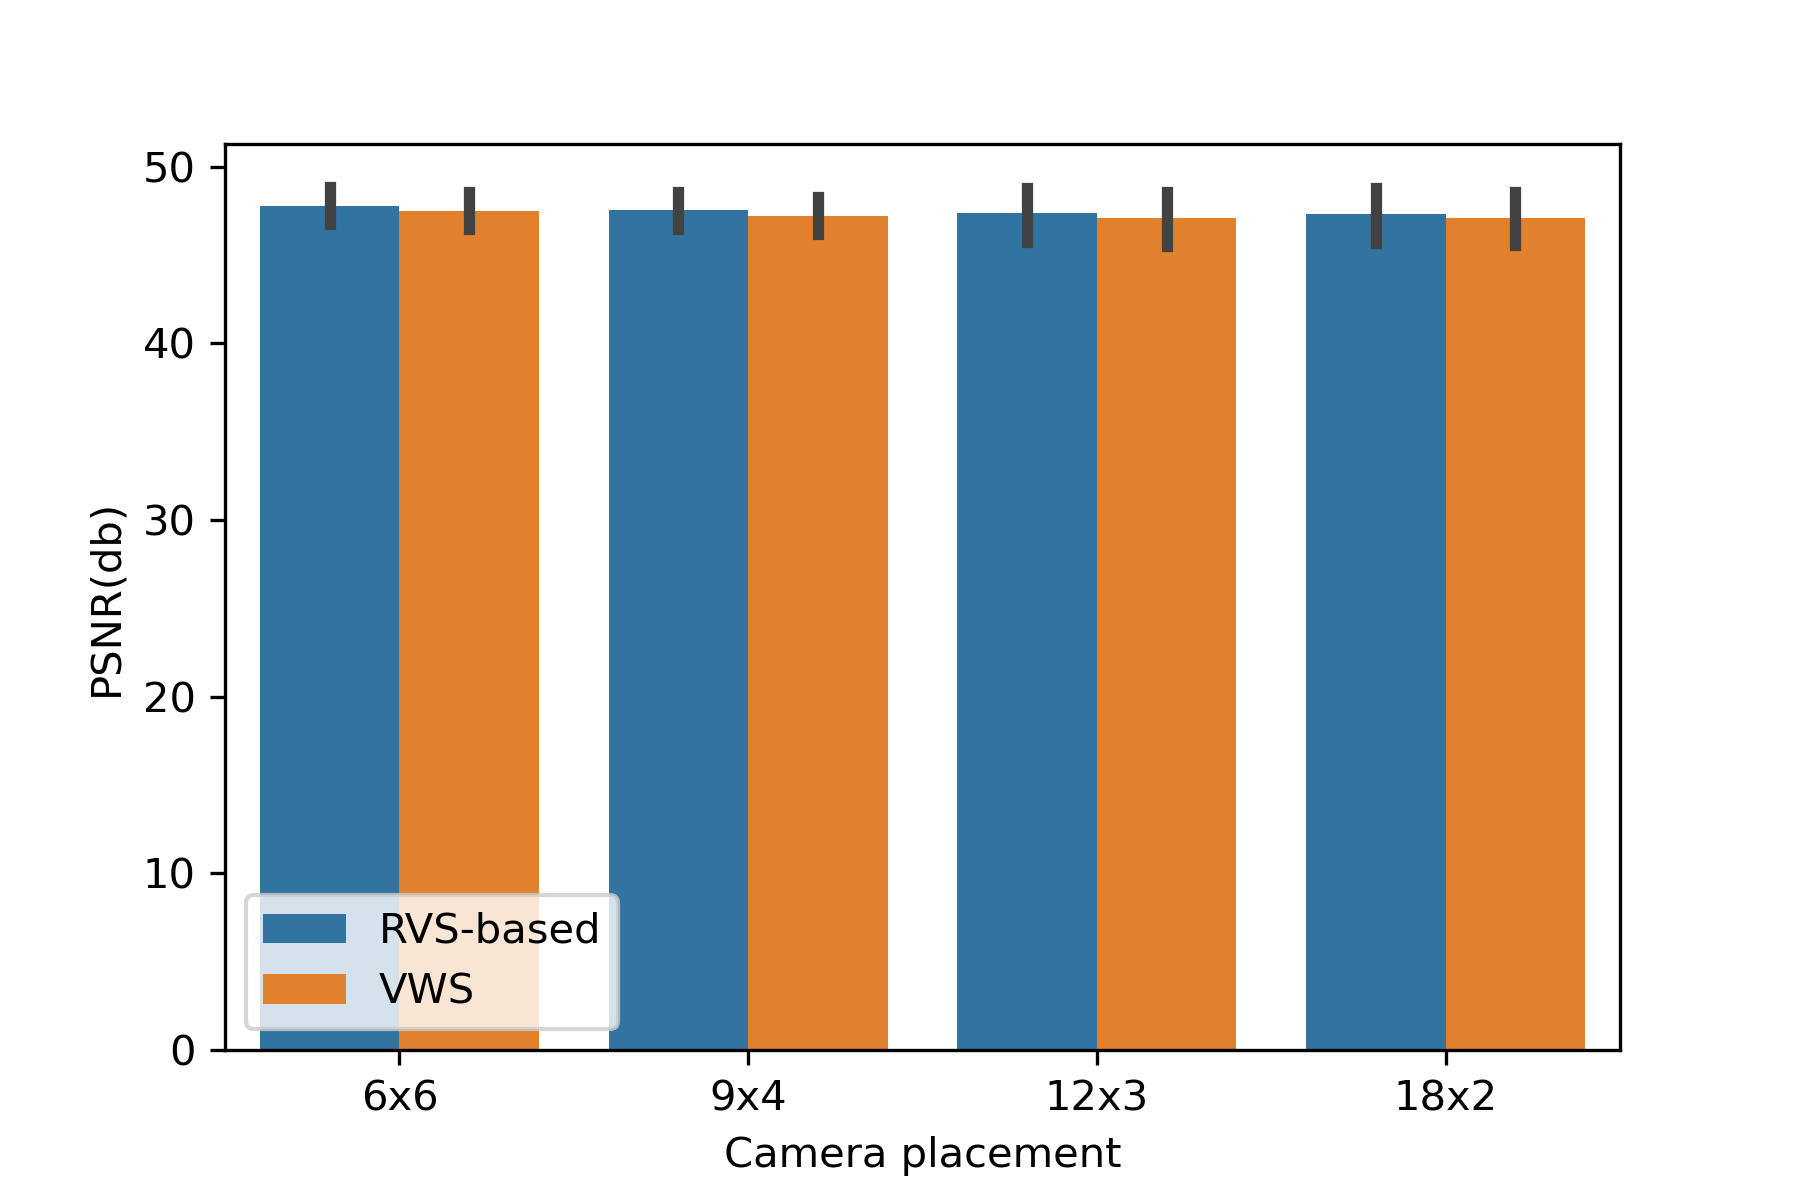 50
40
30
20
10
0
PSNR(db)
RVS-based
VWS
6x6
9x4
12x3
18x2
Camera placement